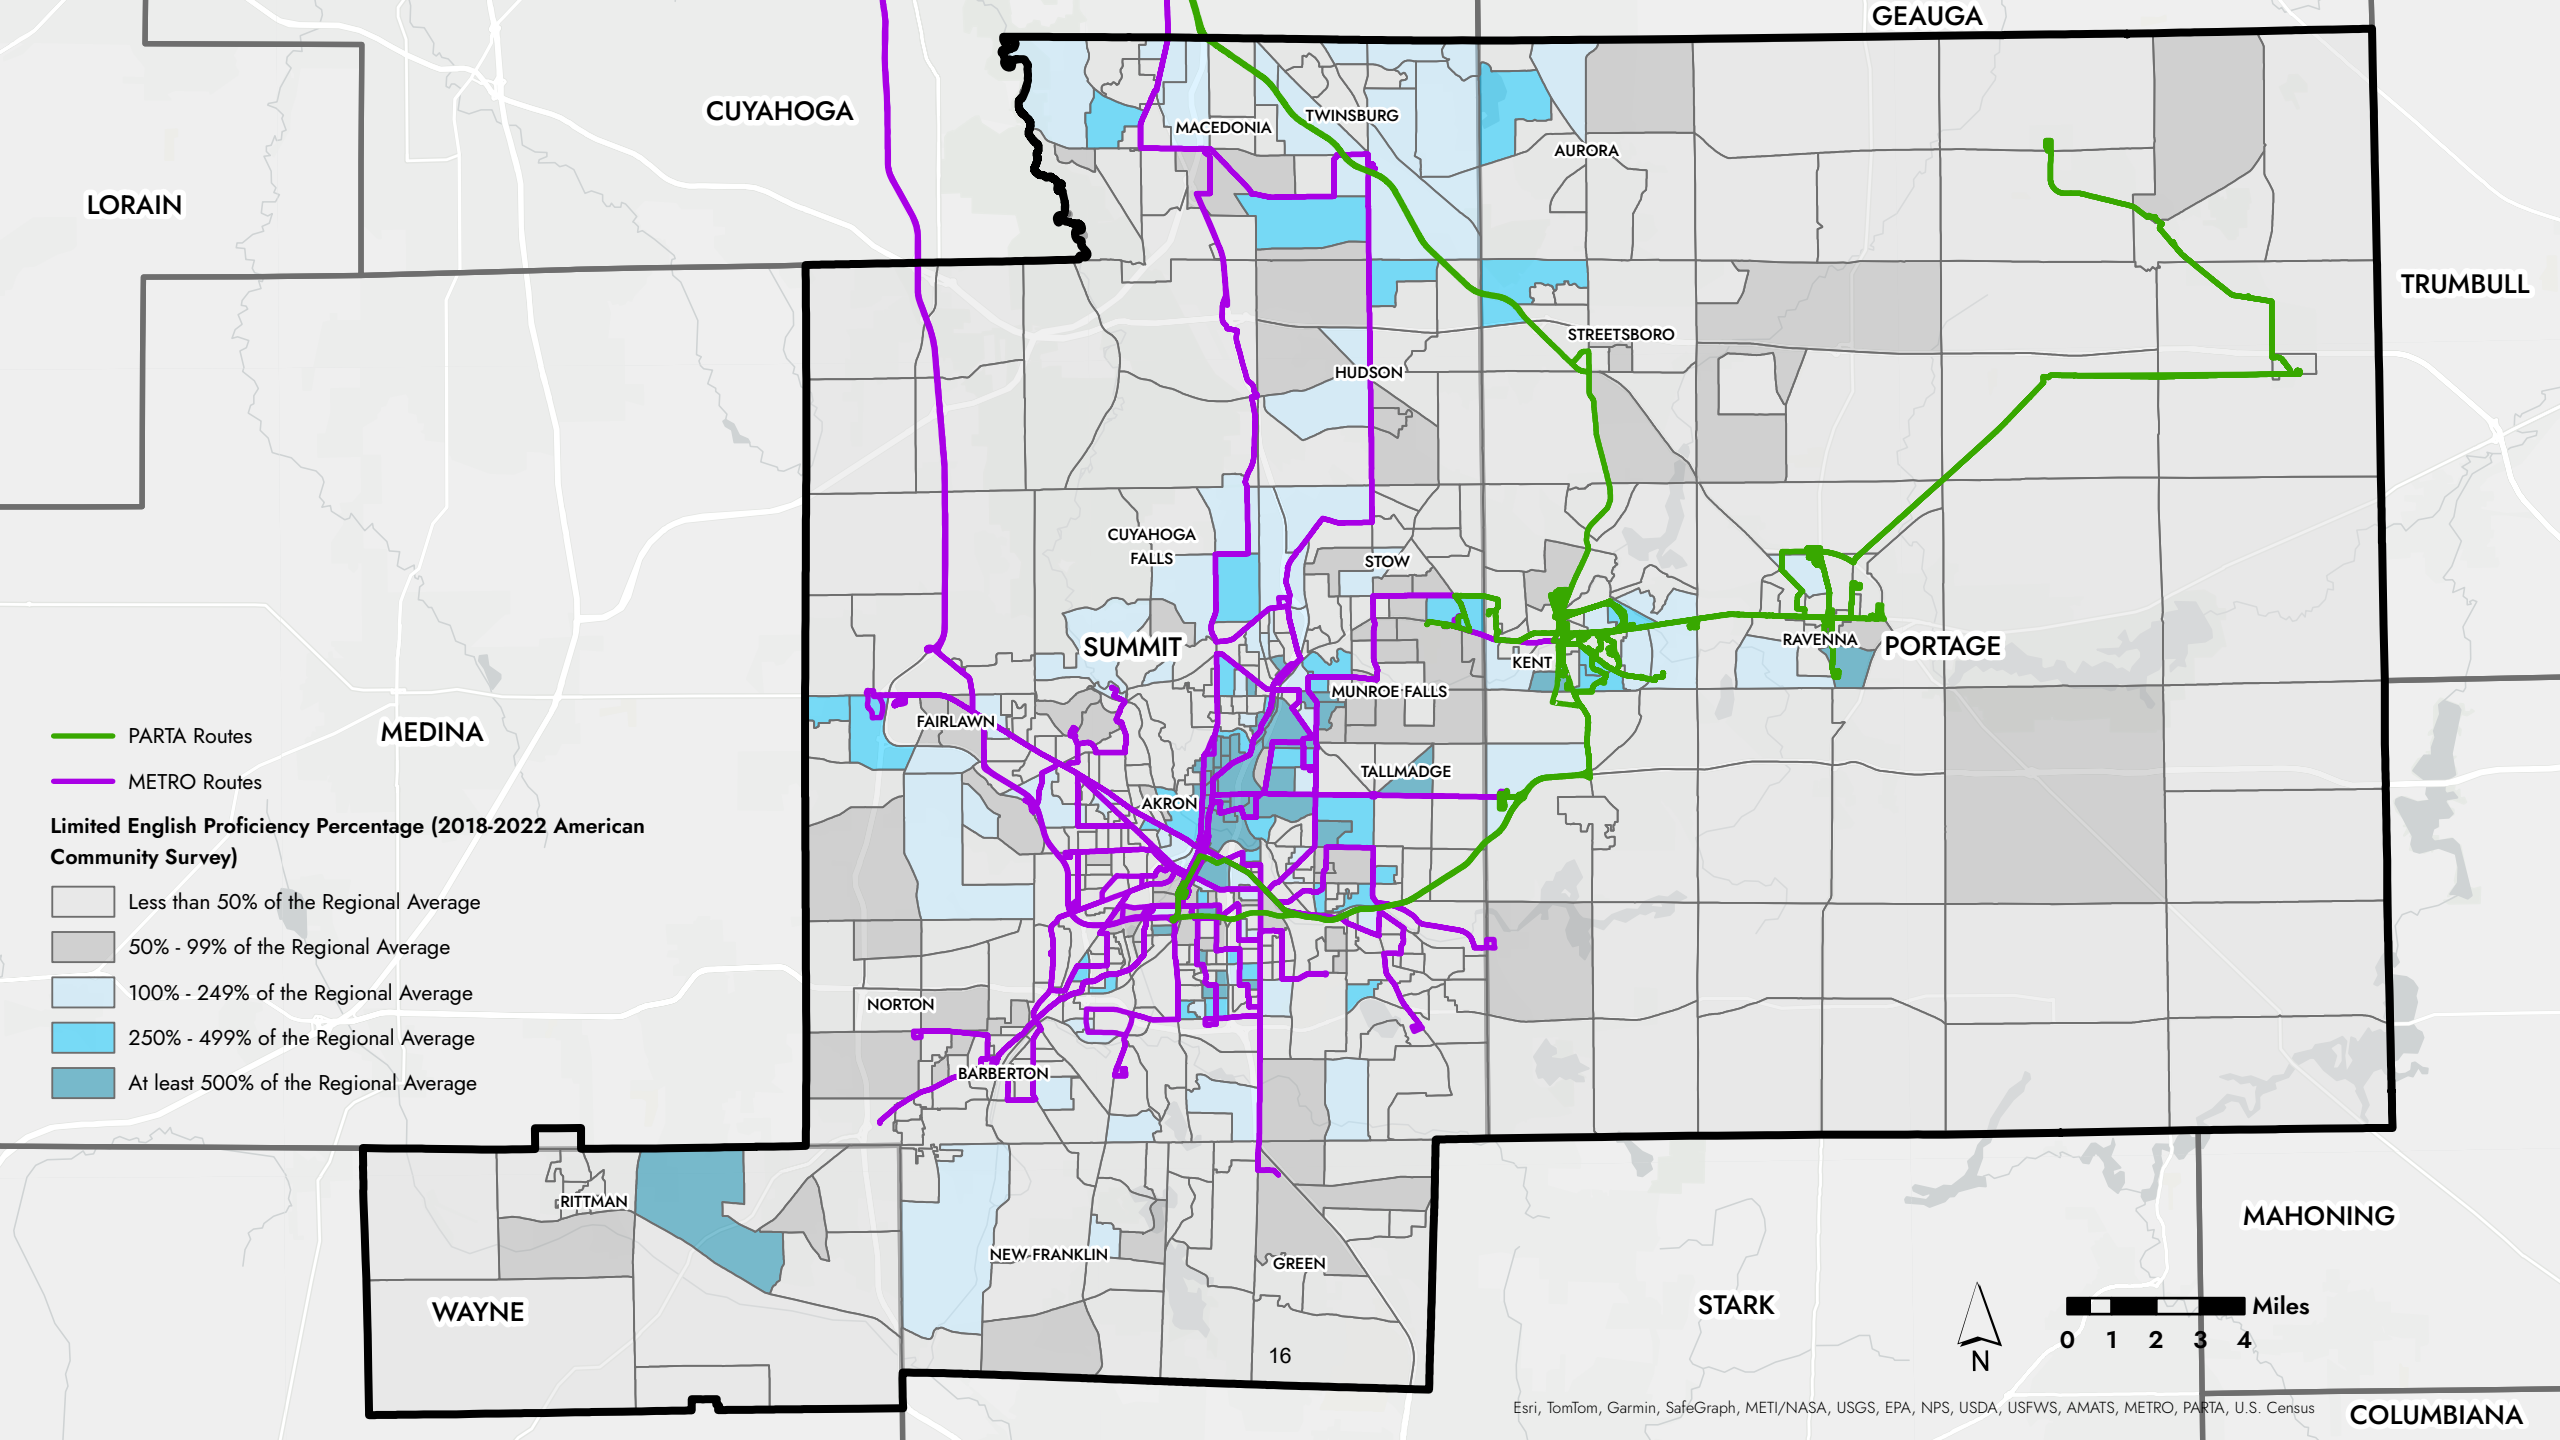 GEAUGA
CUYAHOGA
TWINSBURG
MACEDONIA
AURORA
LORAIN
TRUMBULL
STREETSBORO
HUDSON
CUYAHOGA
FALLS
STOW
SUMMIT
RAVENNA
PORTAGE
KENT
MUNROE FALLS
FAIRLAWN
MEDINA
TALLMADGE
AKRON
NORTON
BARBERTON
RITTMAN
NEW FRANKLIN
GREEN
WAYNE
STARK
MAHONING
COLUMBIANA
PARTA Routes
METRO Routes
Limited English Proficiency Percentage (2018-2022 American
Community Survey)
Less than 50% of the Regional Average
50% - 99% of the Regional Average
100% - 249% of the Regional Average
250% - 499% of the Regional Average
At least 500% of the Regional Average
Miles
0 1 2 3 4
N
16
Esri, TomTom, Garmin, SafeGraph, METI/NASA, USGS, EPA, NPS, USDA, USFWS, AMATS, METRO, PARTA, U.S. Census